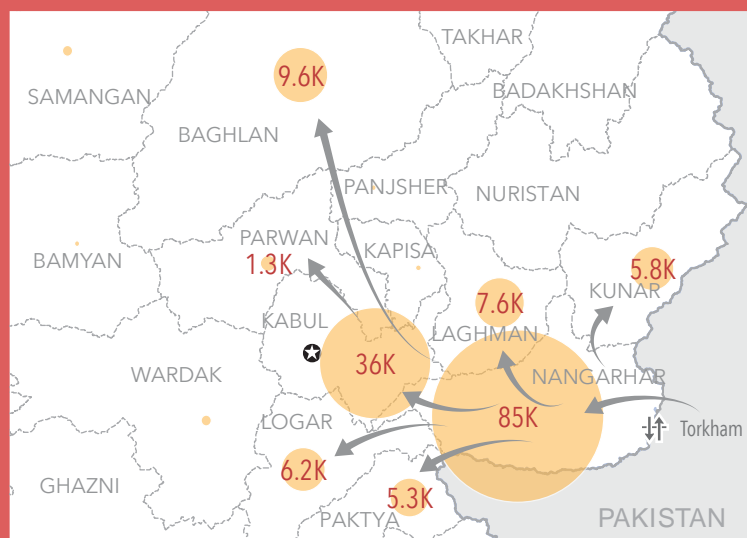 TAKHAR
9.6K
SAMANGAN
BADAKHSHAN
BAGHLAN
PANJSHER
NURISTAN
PARWAN
KAPISA
BAMYAN
1.3K
5.8K
KUNAR
7.6K
KABUL
LAGHMAN
36K
WARDAK
NANGARHAR
85K
LOGAR
Torkham
6.2K
GHAZNI
5.3K
PAKTYA
PAKISTAN